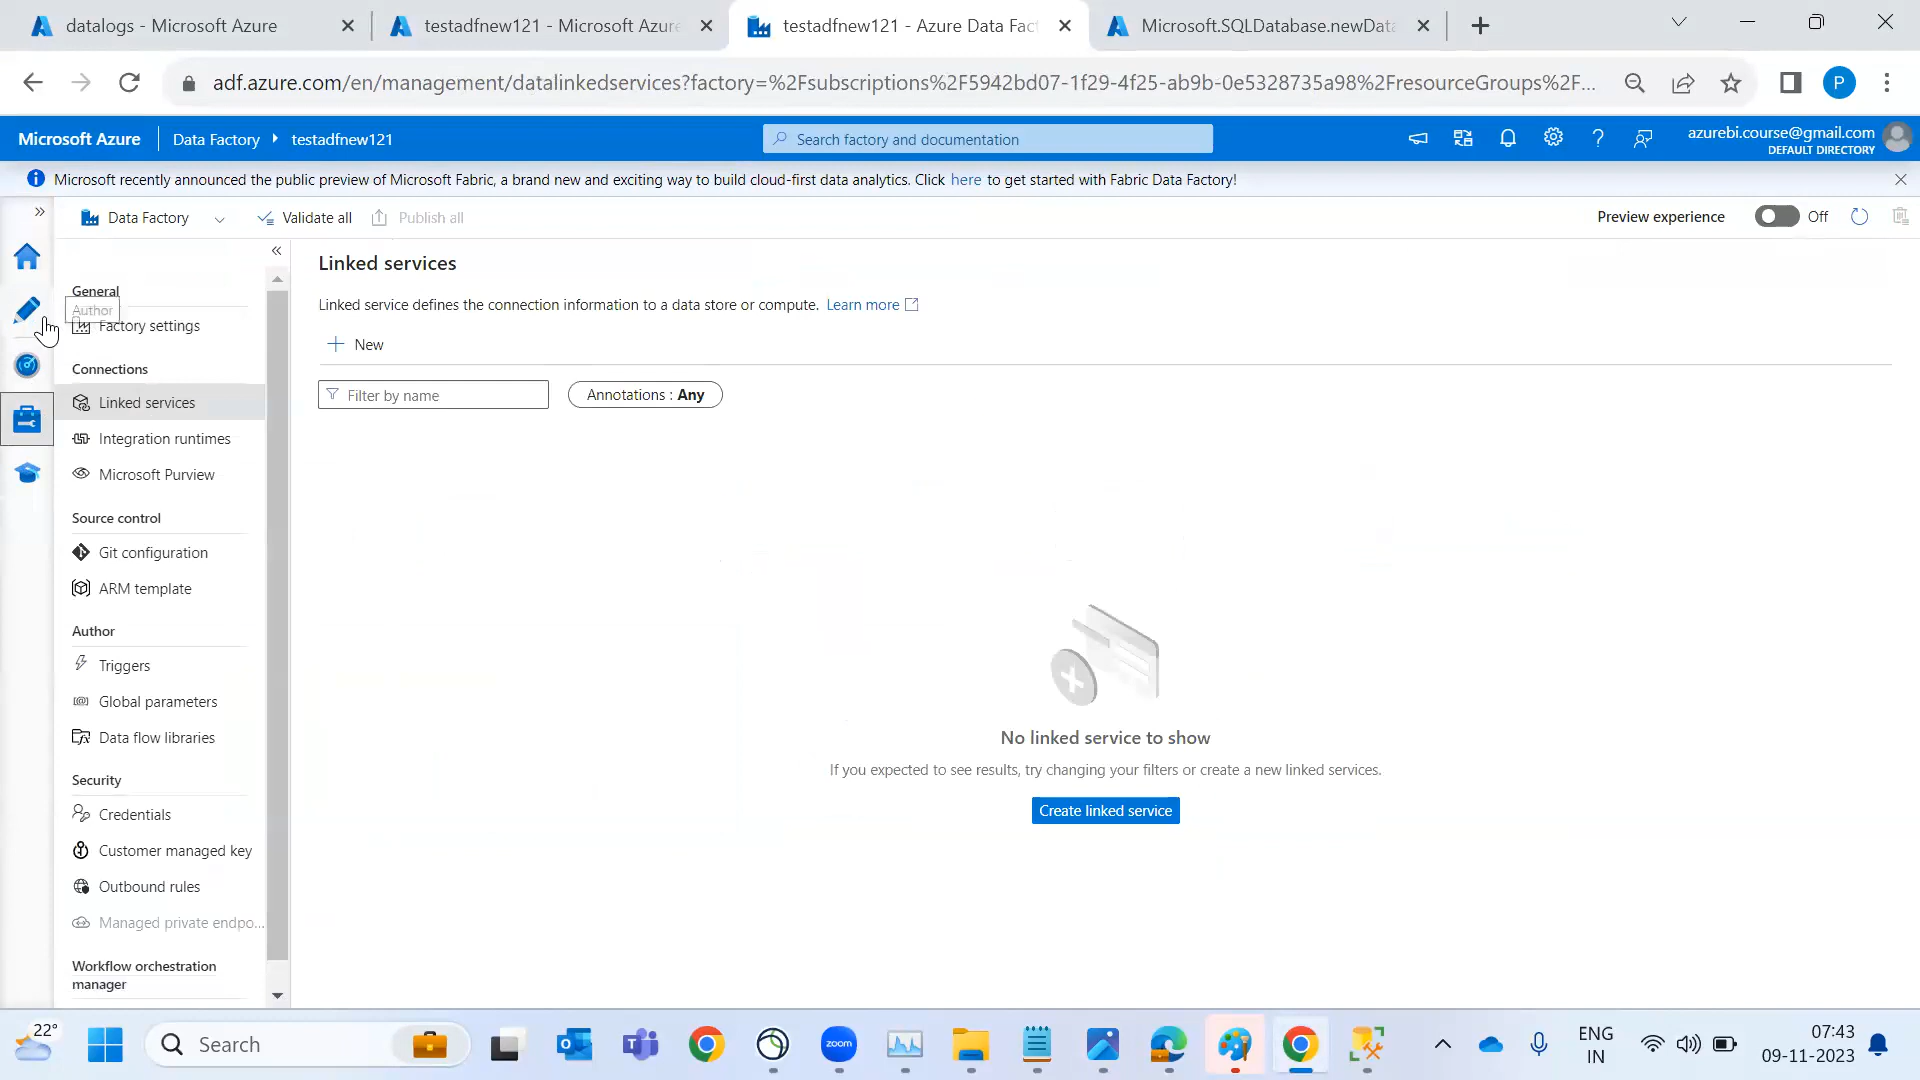 datalogs - Microsoft Azure
testadfnew121 - Microsoft Azure
testadfnew121 - Azure Data Fact
Microsoft.SQLDatabase.newData
adf.azure.com/en/management/datalinkedservices?factory=%2Fsubscriptions%2F5942bd07-1f29-4f25-ab9b-0e5328735a98%2FresourceGroups%2F...
P
Microsoft Azure
Data Factory
testadfnew121
Search factory and documentation
azurebi.course@gmail.com
DEFAULT DIRECTORY
Microsoft recently announced the public preview of Microsoft Fabric, a brand new and exciting way to build cloud-first data analytics. Click here to get started with Fabric Data Factory!
Data Factory
Validate all
Publish all
Preview experience
Off
General
Author
Factory settings
Connections
Linked services
Integration runtimes
Microsoft Purview
Source control
Git configuration
ARM template
Author
Triggers
Global parameters
Data flow libraries
Security
Credentials
Customer managed key
Outbound rules
Managed private endpo...
Workflow orchestration
manager
Linked services
Linked service defines the connection information to a data store or compute. Learn more
New
Filter by name
Annotations : Any
No linked service to show
If you expected to see results, try changing your filters or create a new linked services.
Create linked service
22°
Search
zoom
ENG
IN
07:43
09-11-2023